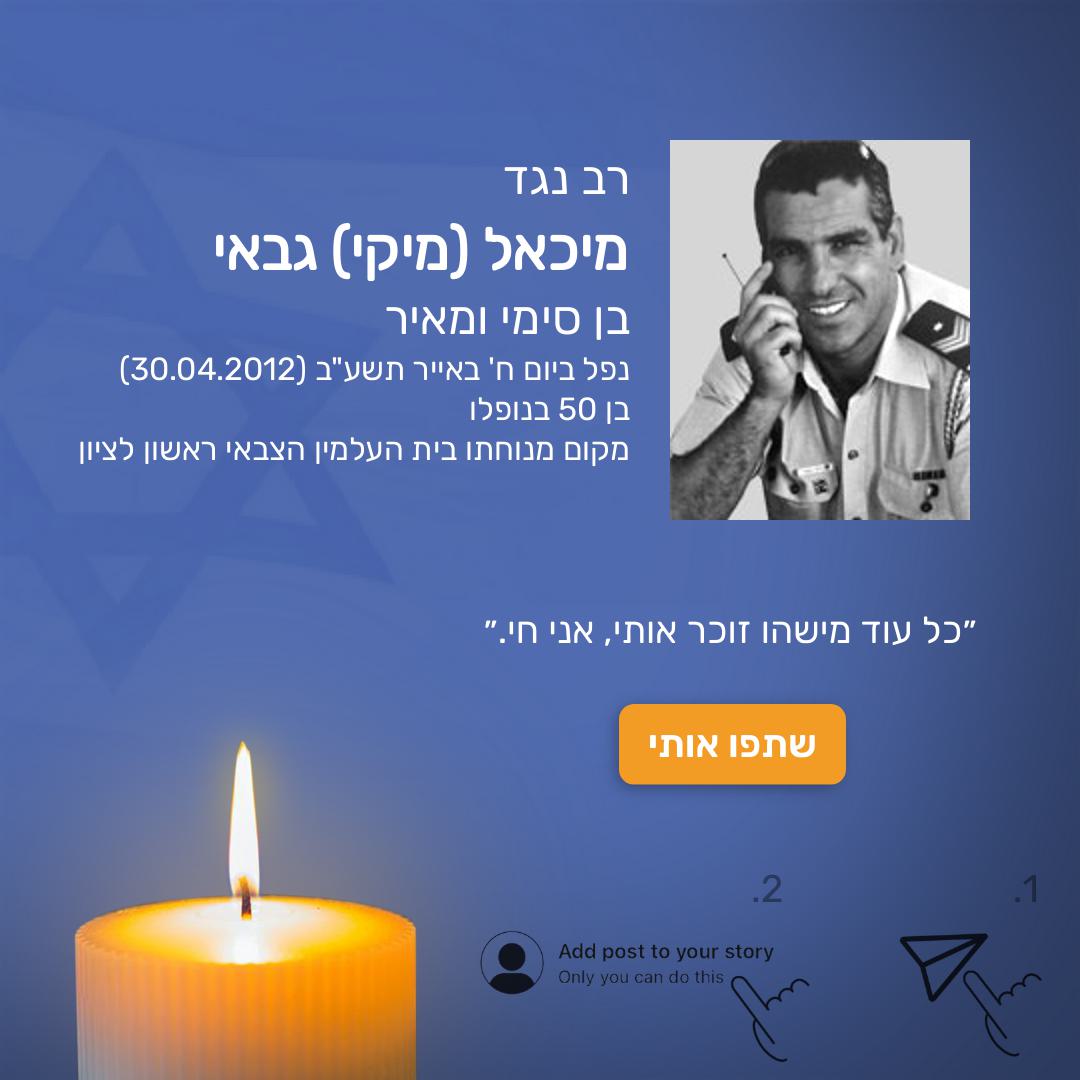 רב נגד
מיכאל (מיקי) גבאי
בן סימי ומאיר
נפל ביום ח' באייר תשע"ב (30.04.2012)
בן 50 בנופלו
מקום מנוחתו בית העלמין הצבאי ראשון לציון
״כל עוד מישהו זוכר אותי, אני חי.״
שתפו אותי
1.
2.
Add post to your story
Only you can do this